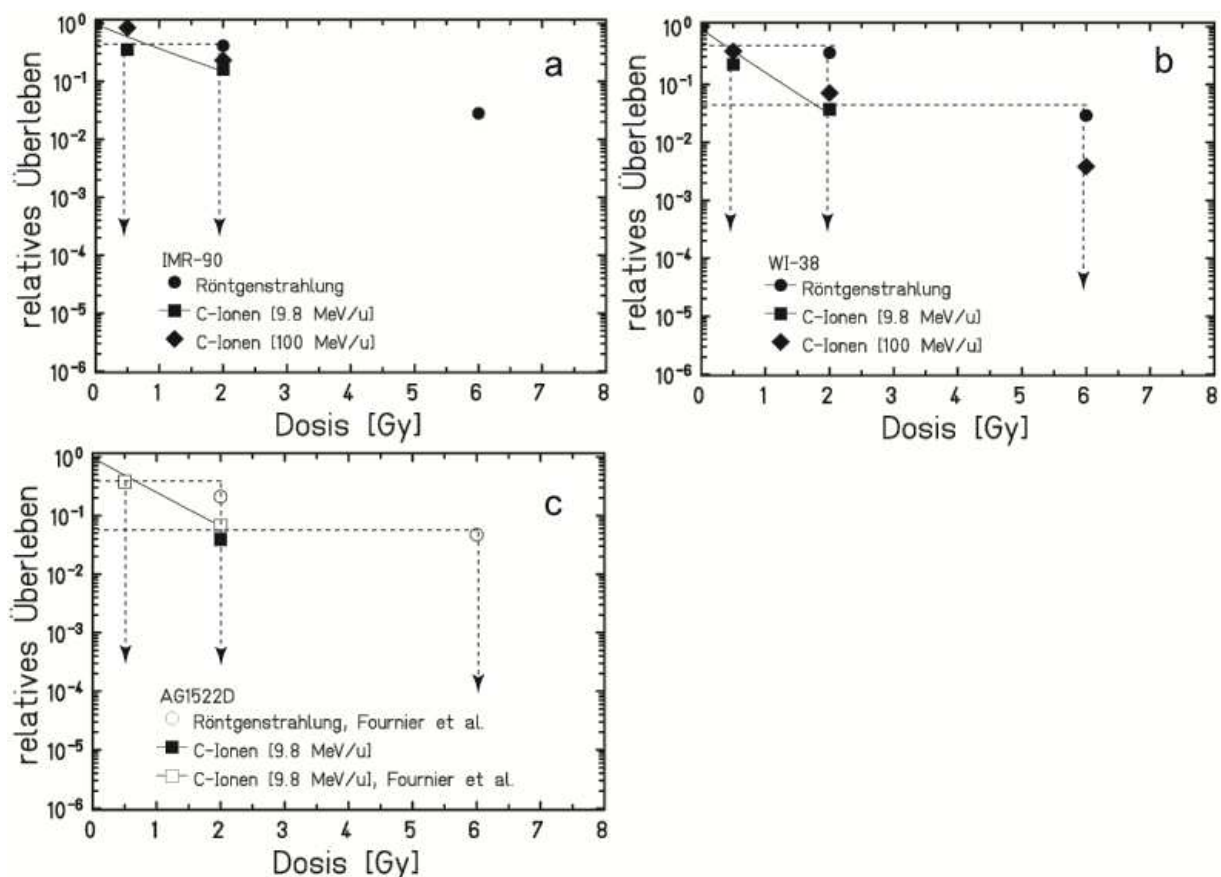 a
relatives Überleben
10⁰
10⁻¹
10⁻²
10⁻³
10⁻⁴
10⁻⁵
10⁻⁶
IMR-90
Röntgenstrahlung
C-Ionen [9.8 MeV/u]
C-Ionen [100 MeV/u]
0 1 2 3 4 5 6 7 8
Dosis [Gy]
b
relatives Überleben
10⁰
10⁻¹
10⁻²
10⁻³
10⁻⁴
10⁻⁵
10⁻⁶
WI-38
Röntgenstrahlung
C-Ionen [9.8 MeV/u]
C-Ionen [100 MeV/u]
0 1 2 3 4 5 6 7 8
Dosis [Gy]
c
relatives Überleben
10⁰
10⁻¹
10⁻²
10⁻³
10⁻⁴
10⁻⁵
10⁻⁶
AG1522D
Röntgenstrahlung, Fournier et al.
C-Ionen [9.8 MeV/u]
C-Ionen [9.8 MeV/u], Fournier et al.
0 1 2 3 4 5 6 7 8
Dosis [Gy]